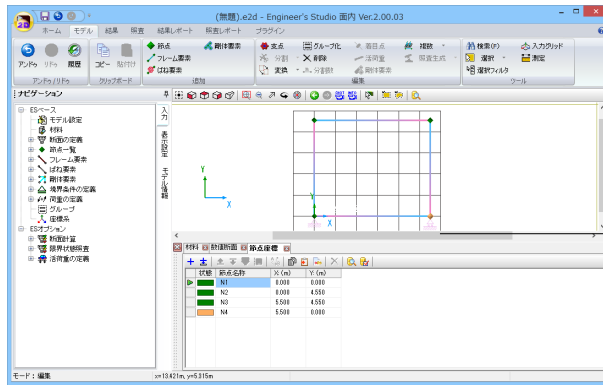 (無題).e2d - Engineer's Studio 面内 Ver.2.00.03
ホーム モデル 結果 照査 結果レポート 照査レポート プラグイン
アンドゥ リドゥ 履歴
コピー 貼付け
節点 剛体要素
フレーム要素
ばね要素
支点 グループ化 着目点 複数
分割 削除 活荷重 照査生成
変換 分割数 剛体要素
検索(F) 入力グリッド
選択 測定
選択フィルタ
アンドゥ/リドゥ クリップボード 追加 編集 ツール
ナビゲーション
ESベース
モデル設定
材料
断面の定義
節点一覧
フレーム要素
ばね要素
剛体要素
境界条件の定義
荷重の定義
グループ
座標系
ESオプション
断面計算
限界状態照査
活荷重の定義
入力
表示設定
モデル情報
Y
X
Y
X
材料 数値断面 節点座標
状態 節点名称 X(m) Y(m)
N1 0.000 0.000
N2 0.000 4.550
N3 5.500 4.550
N4 5.500 0.000
モード：編集 x=13.421m, y=5.315m